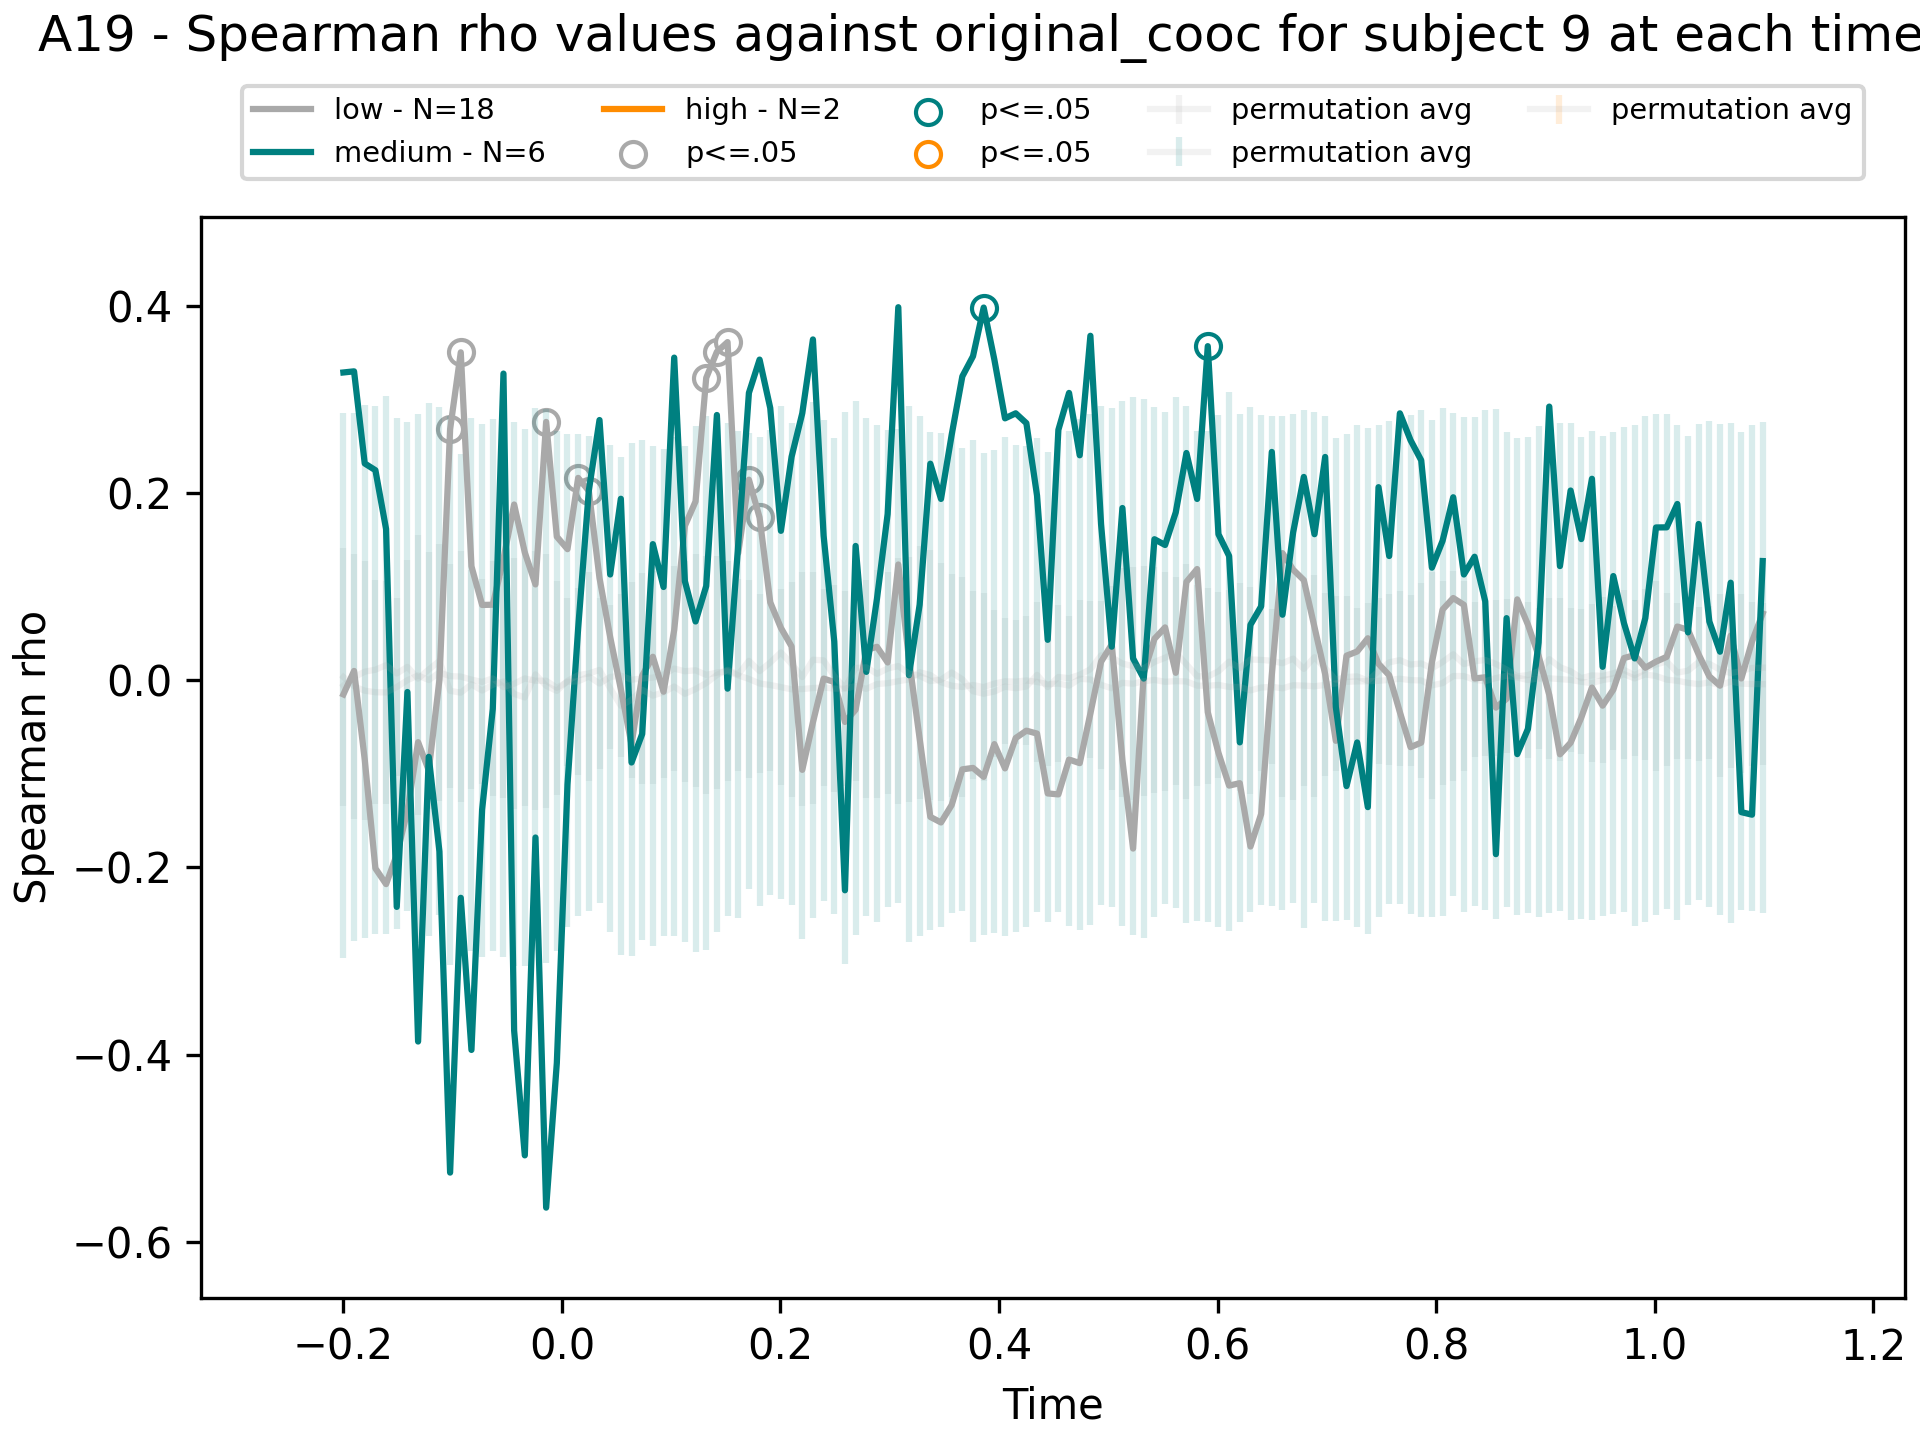 A19 - Spearman rho values against original_cooc for subject 9 at each time
low - N=18 high - N=2 p<=.05 permutation avg permutation avg
medium - N=6 p<=.05 p<=.05 permutation avg
0.4
0.2
0.0
−0.2
−0.4
−0.6
Spearman rho
−0.2 0.0 0.2 0.4 0.6 0.8 1.0 1.2
Time